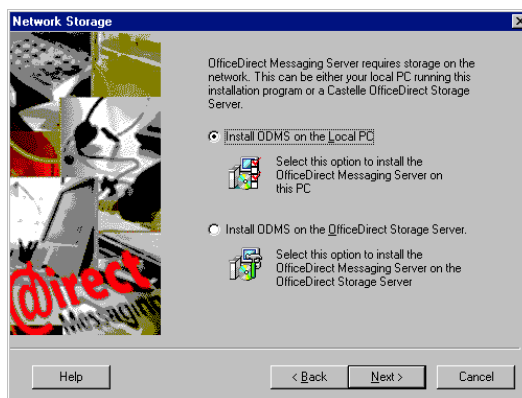 Network Storage
OfficeDirect Messaging Server requires storage on the
network. This can be either your local PC running this
installation program or a Castelle OfficeDirect Storage
Server.
Install ODMS on the Local PC
Select this option to install the
OfficeDirect Messaging Server on
this PC
Install ODMS on the OfficeDirect Storage Server.
Select this option to install the
OfficeDirect Messaging Server on the
OfficeDirect Storage Server
@irect
Messaging
Help
< Back
Next >
Cancel